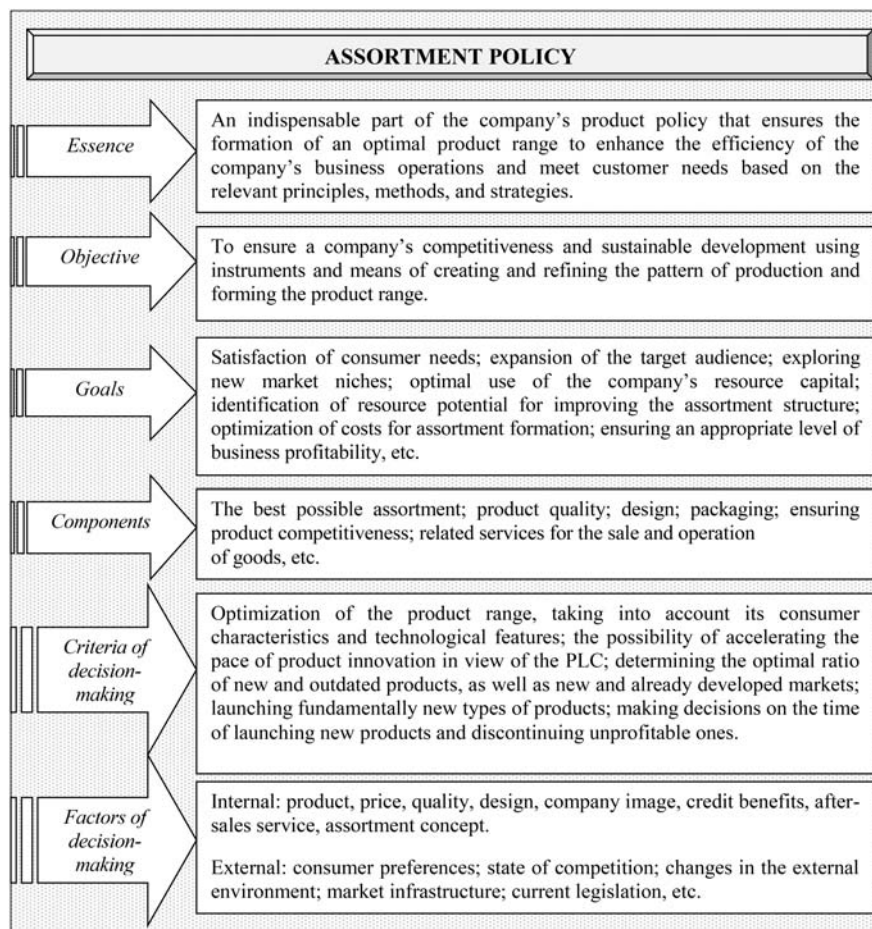 ASSORTMENT POLICY
Essence
An indispensable part of the company's product policy that ensures the
formation of an optimal product range to enhance the efficiency of the
company's business operations and meet customer needs based on the
relevant principles, methods, and strategies.
Objective
To ensure a company's competitiveness and sustainable development using
instruments and means of creating and refining the pattern of production and
forming the product range.
Goals
Satisfaction of consumer needs; expansion of the target audience; exploring
new market niches; optimal use of the company's resource capital;
identification of resource potential for improving the assortment structure;
optimization of costs for assortment formation; ensuring an appropriate level of
business profitability, etc.
Components
The best possible assortment; product quality; design; packaging; ensuring
product competitiveness; related services for the sale and operation
of goods, etc.
Criteria of
decision-
making
Optimization of the product range, taking into account its consumer
characteristics and technological features; the possibility of accelerating the
pace of product innovation in view of the PLC; determining the optimal ratio
of new and outdated products, as well as new and already developed markets;
launching fundamentally new types of products; making decisions on the time
of launching new products and discontinuing unprofitable ones.
Factors of
decision-
making
Internal: product, price, quality, design, company image, credit benefits, after-
sales service, assortment concept.
External: consumer preferences; state of competition; changes in the external
environment; market infrastructure; current legislation, etc.